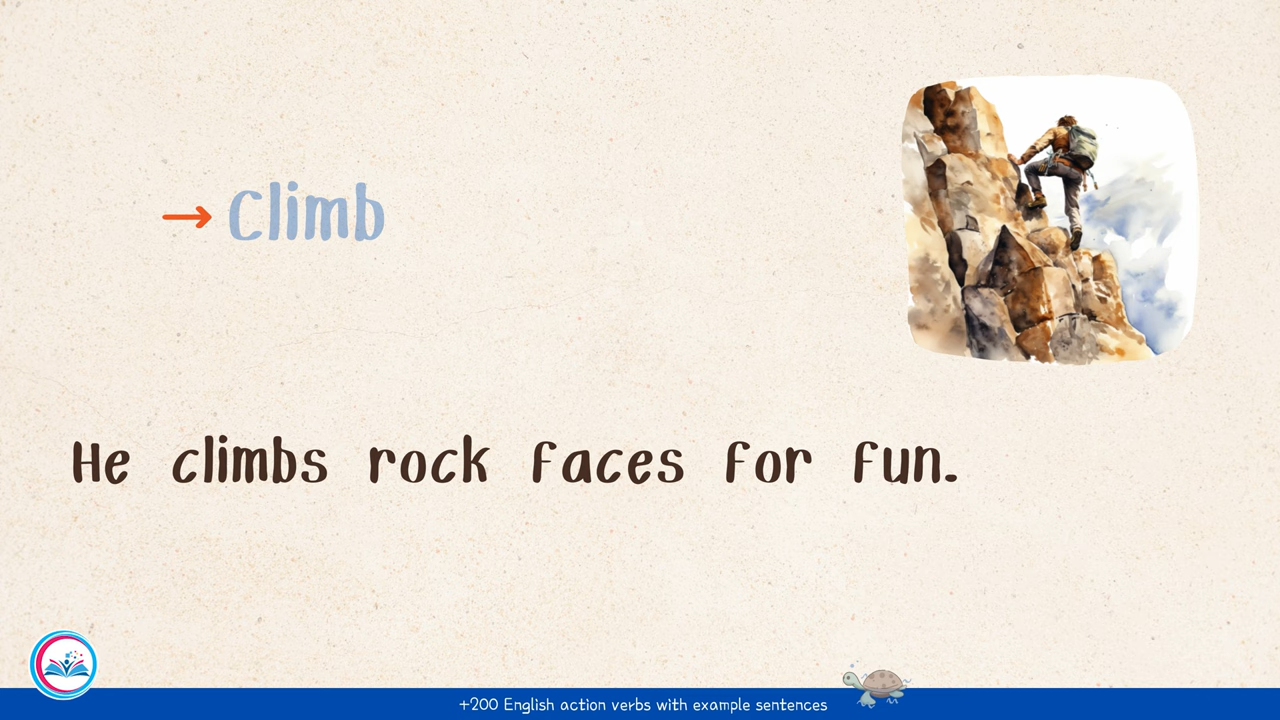 → Climb
He climbs rock faces for fun.
+200 English action verbs with example sentences